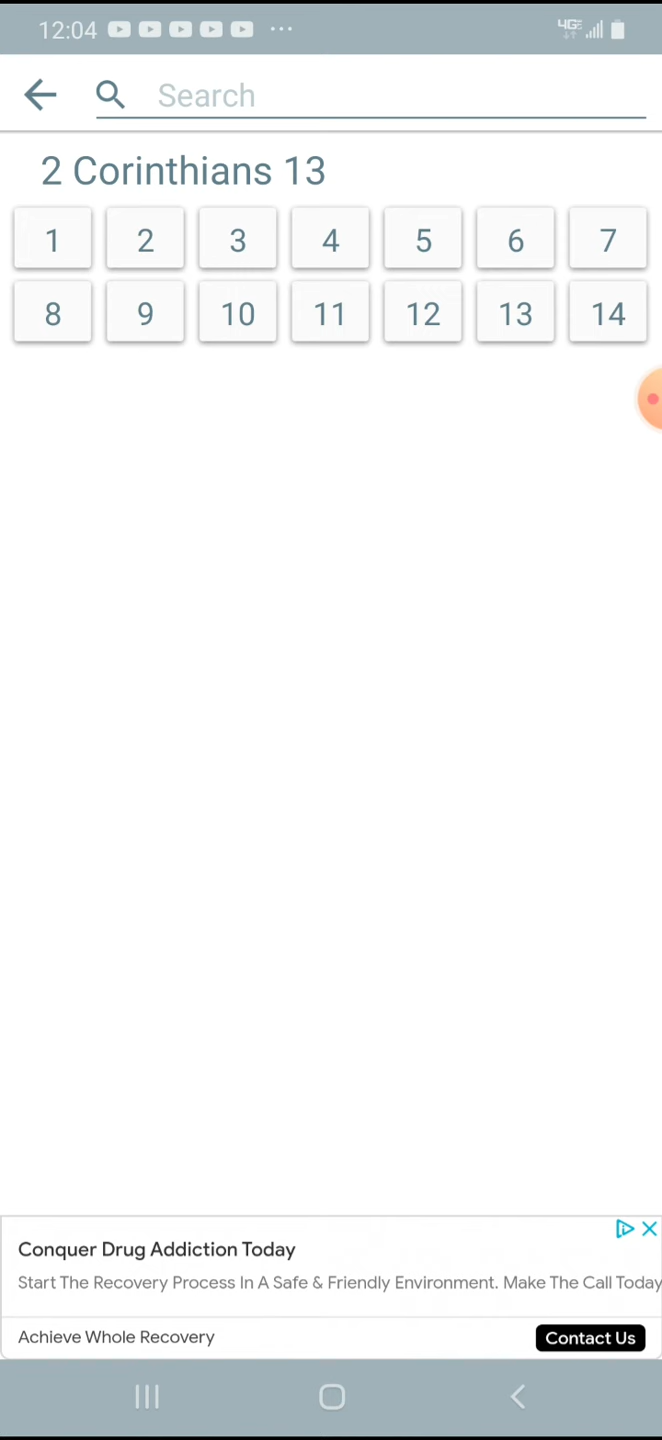 12:04 ... 4GE
Search
2 Corinthians 13
1 2 3 4 5 6 7
8 9 10 11 12 13 14
Conquer Drug Addiction Today
Start The Recovery Process In A Safe & Friendly Environment. Make The Call Today
Achieve Whole Recovery
Contact Us